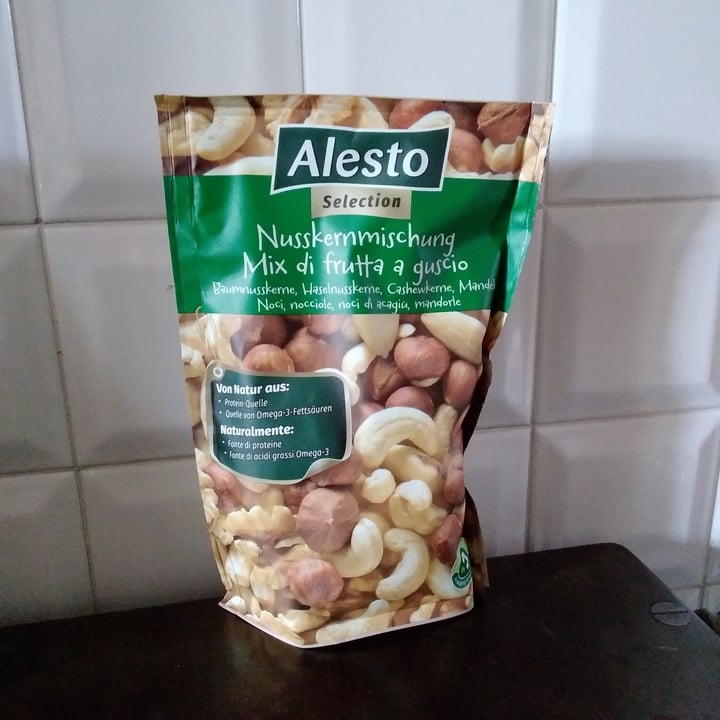 Alesto
Selection
Nusskernmischung
Mix di frutta a guscio
Baumnusskerne, Haselnusskerne, Cashewkerne, Mandel
Noci, nocciole, noci di acagiù, mandorle
Von Natur aus:
• Protein-Quelle
• Quelle von Omega-3-Fettsäuren
Naturalmente:
• Fonte di proteine
• Fonte di acidi grassi Omega-3